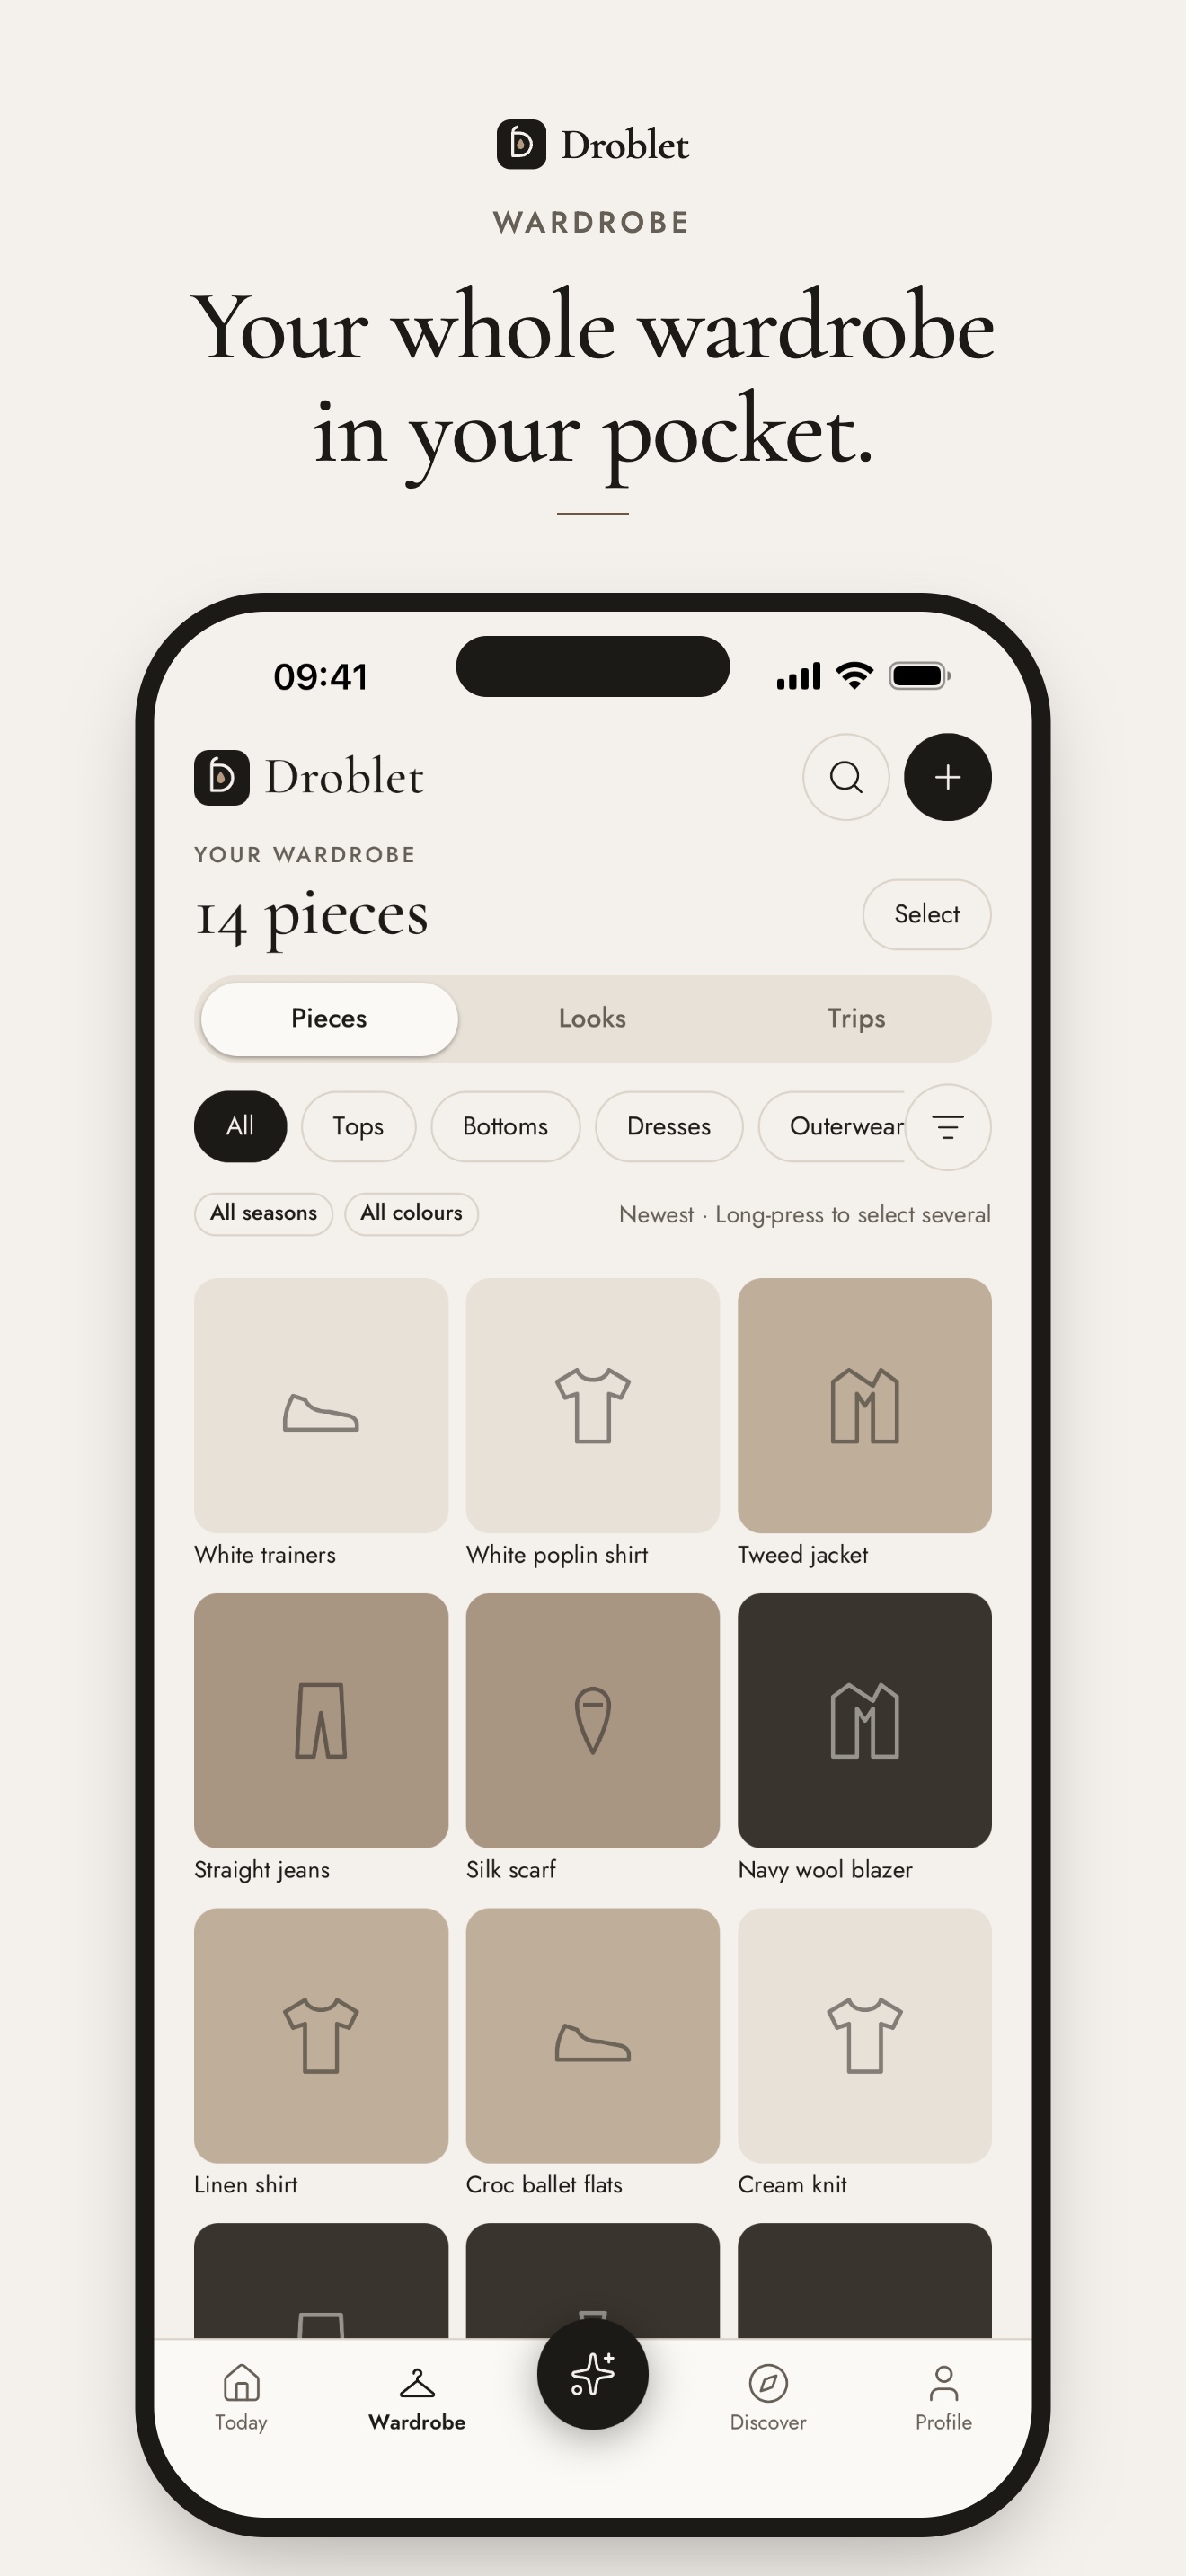 Droblet
WARDROBE
Your whole wardrobe
in your pocket.
09:41
Droblet
YOUR WARDROBE
14 pieces
Select
Pieces Looks Trips
All Tops Bottoms Dresses Outerwear
All seasons All colours Newest · Long-press to select several
White trainers White poplin shirt Tweed jacket
Straight jeans Silk scarf Navy wool blazer
Linen shirt Croc ballet flats Cream knit
Today Wardrobe Discover Profile